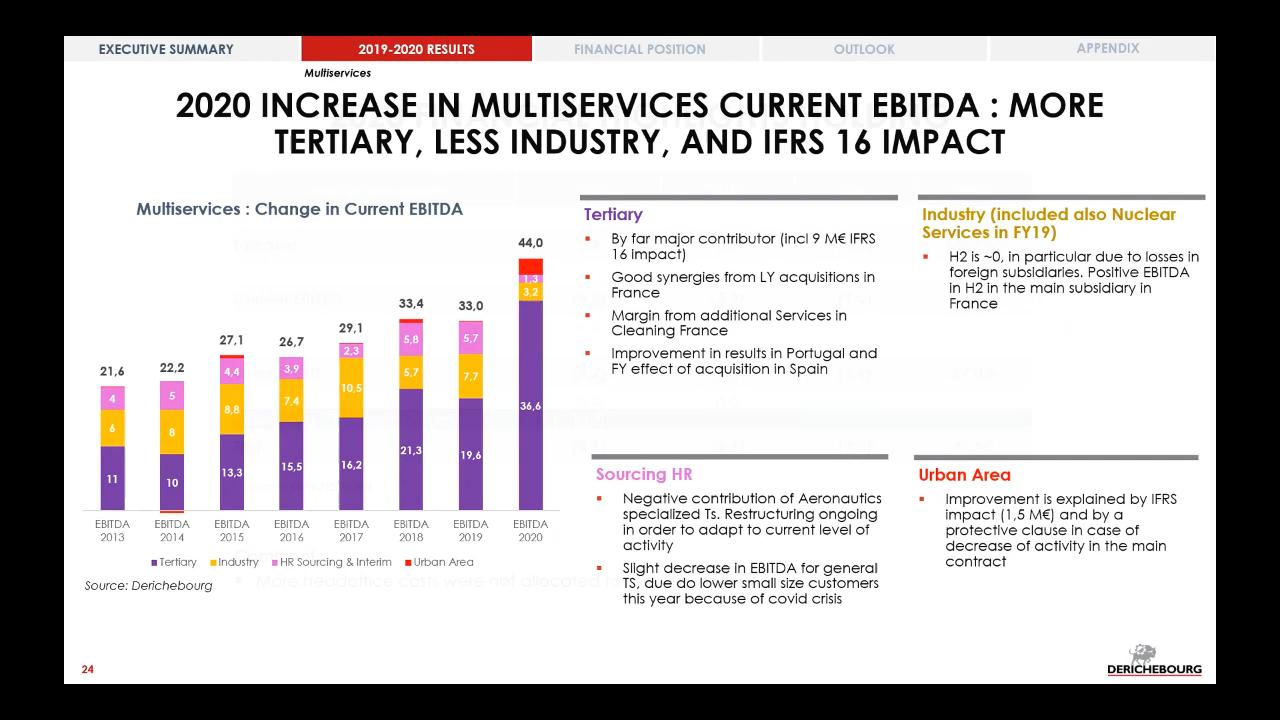 EXECUTIVE SUMMARY
2019-2020 RESULTS
FINANCIAL POSITION
OUTLOOK
APPENDIX
Multiservices
2020 INCREASE IN MULTISERVICES CURRENT EBITDA : MORE
TERTIARY, LESS INDUSTRY, AND IFRS 16 IMPACT
Multiservices : Change in Current EBITDA
21,6
22,2
27,1
26,7
29,1
33,4
33,0
44,0
4
5
4,4
3,9
2,3
5,8
5,7
1,3
6
8
8,8
7,4
10,5
5,7
7,7
3,2
11
10
13,3
15,5
16,2
21,3
19,6
36,6
EBITDA 2013
EBITDA 2014
EBITDA 2015
EBITDA 2016
EBITDA 2017
EBITDA 2018
EBITDA 2019
EBITDA 2020
Tertiary
Industry
HR Sourcing & Interim
Urban Area
Source: Derichebourg
Tertiary
By far major contributor (incl 9 M€ IFRS
16 impact)
Good synergies from LY acquisitions in
France
Margin from additional Services in
Cleaning France
Improvement in results in Portugal and
FY effect of acquisition in Spain
Industry (included also Nuclear
Services in FY19)
H2 is ~0, in particular due to losses in
foreign subsidiaries. Positive EBITDA
in H2 in the main subsidiary in
France
Sourcing HR
Negative contribution of Aeronautics
specialized Ts. Restructuring ongoing
in order to adapt to current level of
activity
Slight decrease in EBITDA for general
TS, due do lower small size customers
this year because of covid crisis
Urban Area
Improvement is explained by IFRS
impact (1,5 M€) and by a
protective clause in case of
decrease of activity in the main
contract
More headoffice costs were not allocated to
24
DERICHEBOURG